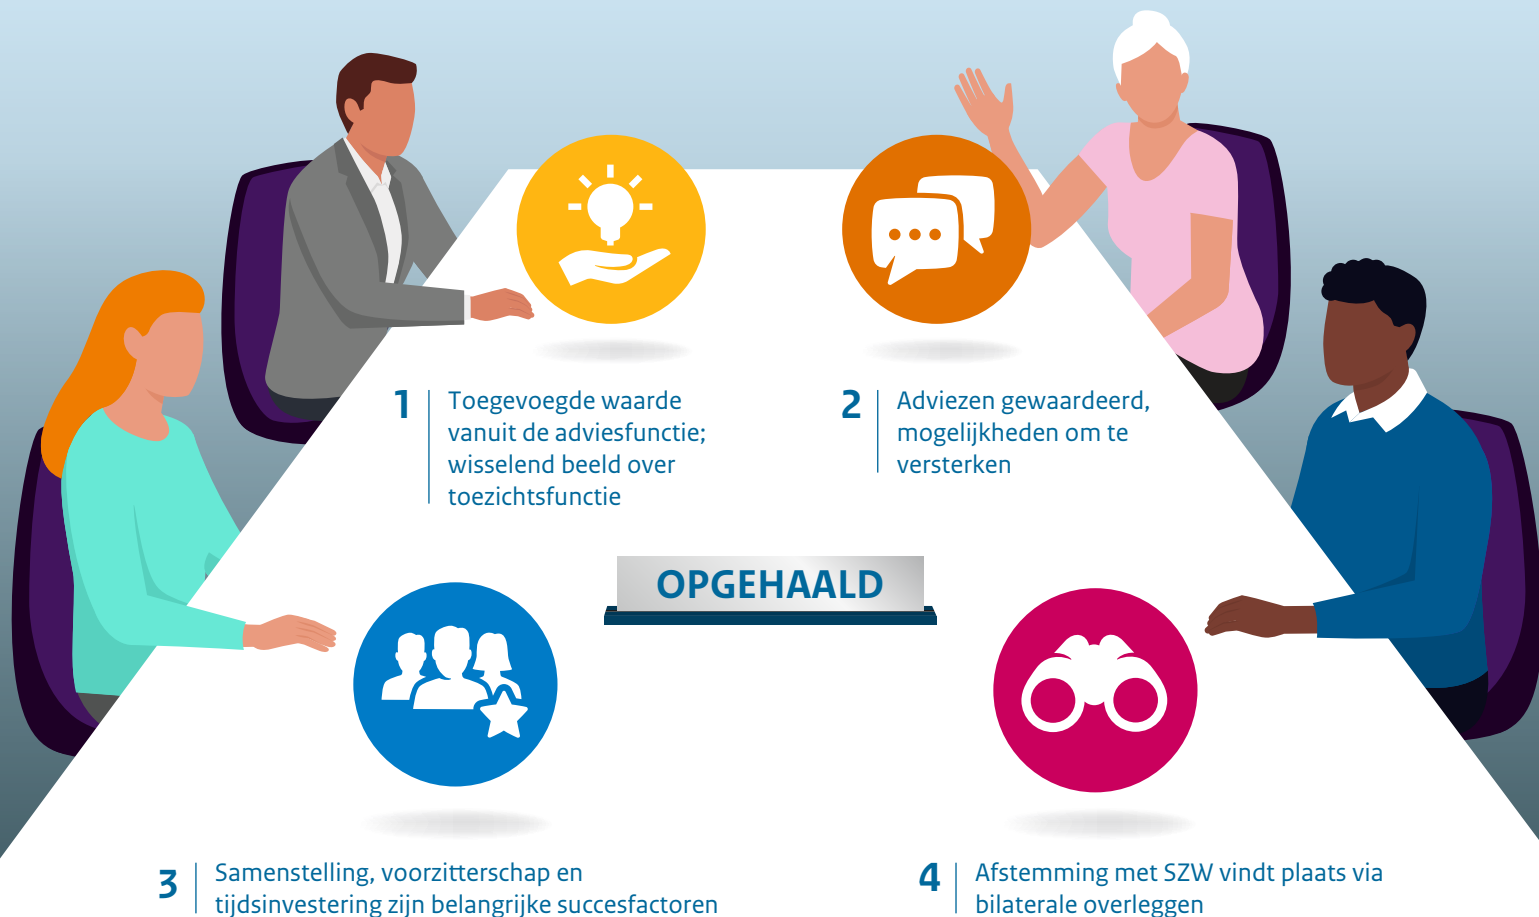 1
Toegevoegde waarde
vanuit de adviesfunctie;
wisselend beeld over
toezichtsfunctie
2
Adviezen gewaardeerd,
mogelijkheden om te
versterken
OPGEHAALD
3
Samenstelling, voorzitterschap en
tijdsinvestering zijn belangrijke succesfactoren
4
Afstemming met SZW vindt plaats via
bilaterale overleggen